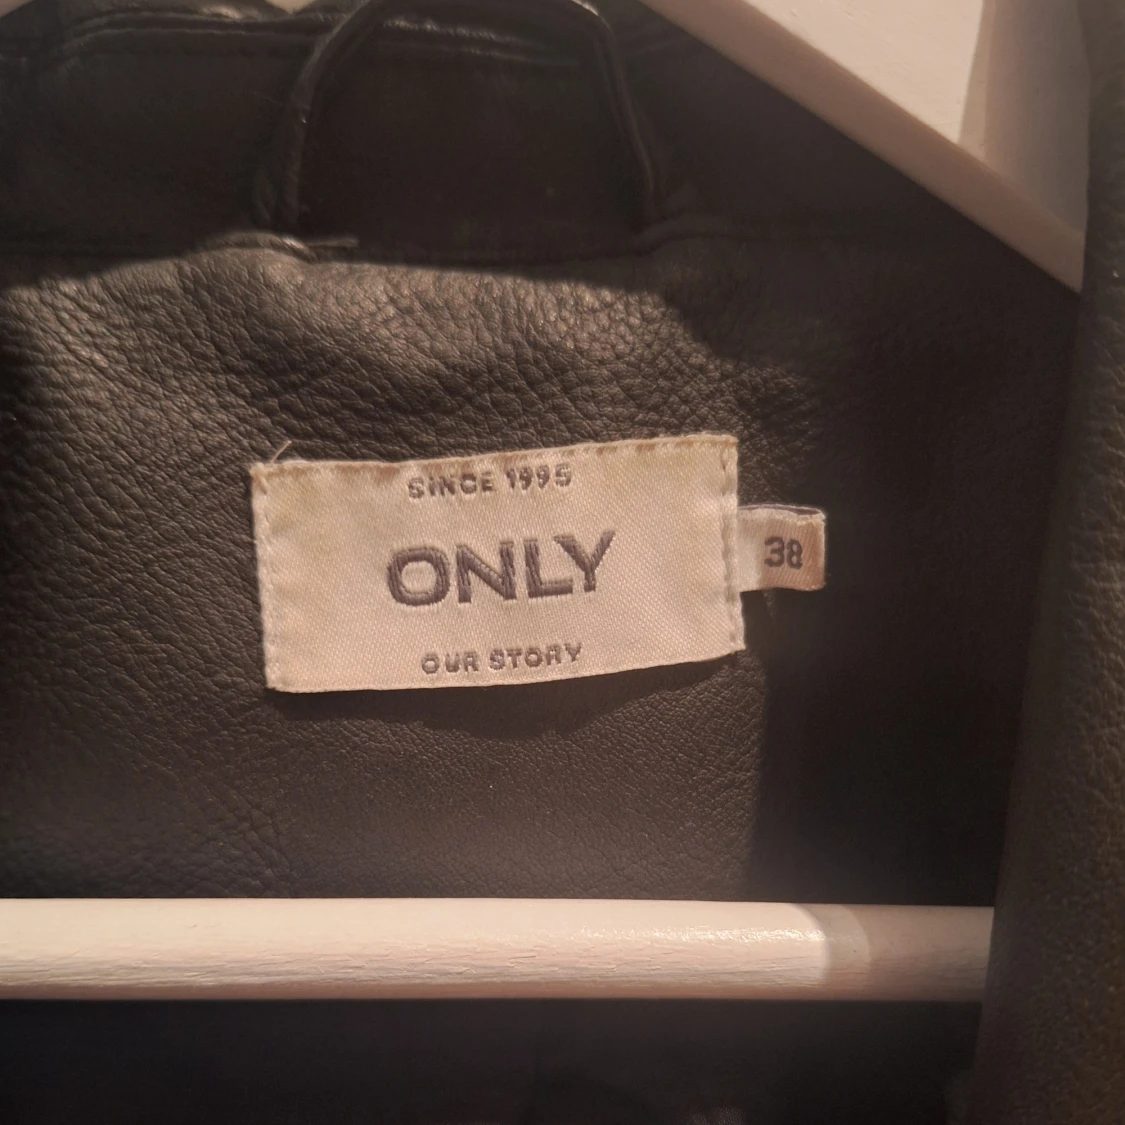 SINCE 1995
ONLY
38
OUR STORY